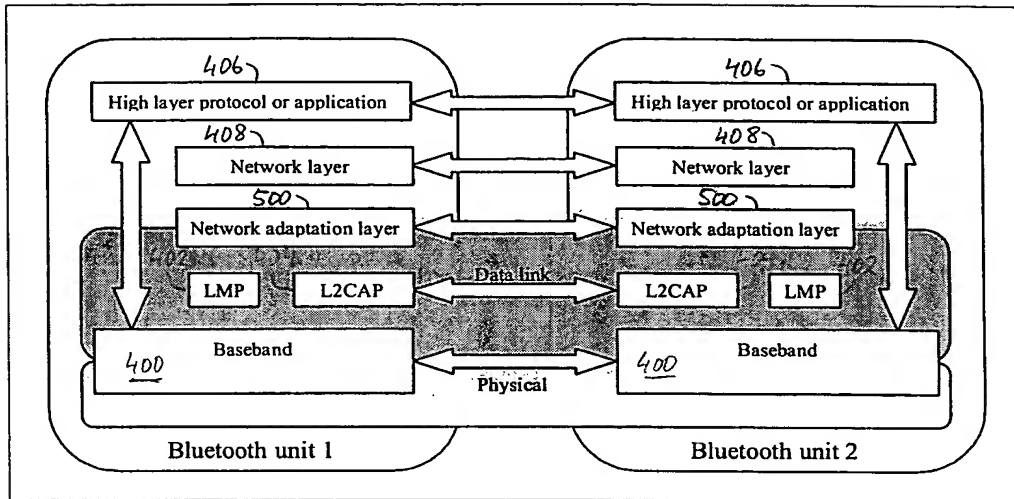 406 406
High layer protocol or application High layer protocol or application
408 408
Network layer Network layer
500 500
Network adaptation layer Network adaptation layer
402 402
Data link
LMP L2CAP L2CAP LMP
Baseband Baseband
400 400
Physical
Bluetooth unit 1 Bluetooth unit 2